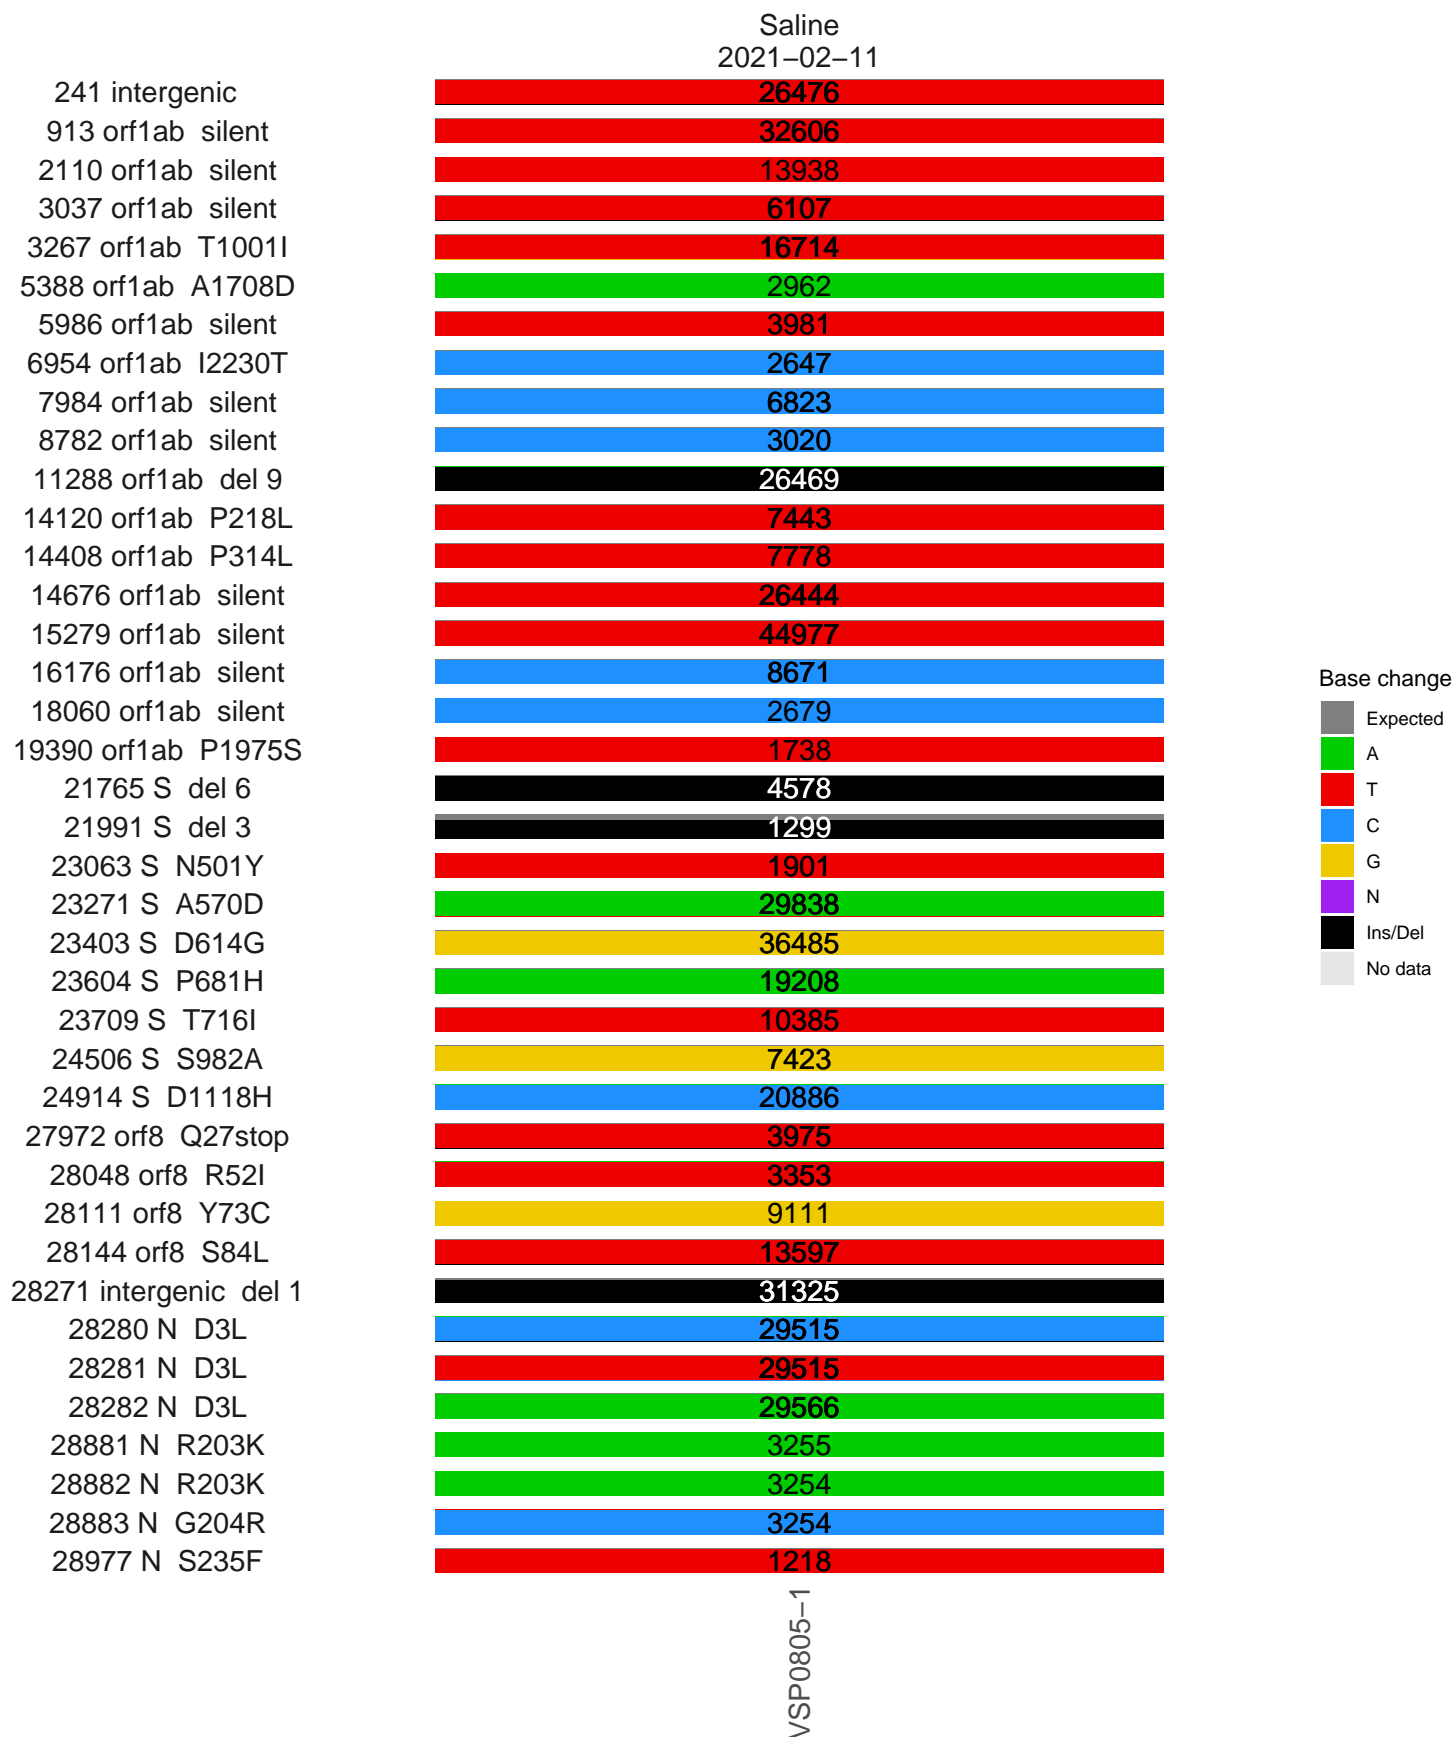 Saline
2021−02−11
241 intergenic 26476
913 orf1ab silent 32606
2110 orf1ab silent 13938
3037 orf1ab silent 6107
3267 orf1ab T1001I 16714
5388 orf1ab A1708D 2962
5986 orf1ab silent 3981
6954 orf1ab I2230T 2647
7984 orf1ab silent 6823
8782 orf1ab silent 3020
11288 orf1ab del 9 26469
14120 orf1ab P218L 7443
14408 orf1ab P314L 7778
14676 orf1ab silent 26444
15279 orf1ab silent 44977
16176 orf1ab silent 8671
18060 orf1ab silent 2679
19390 orf1ab P1975S 1738
21765 S del 6 4578
21991 S del 3 1299
23063 S N501Y 1901
23271 S A570D 29838
23403 S D614G 36485
23604 S P681H 19208
23709 S T716I 10385
24506 S S982A 7423
24914 S D1118H 20886
27972 orf8 Q27stop 3975
28048 orf8 R52I 3353
28111 orf8 Y73C 9111
28144 orf8 S84L 13597
28271 intergenic del 1 31325
28280 N D3L 29515
28281 N D3L 29515
28282 N D3L 29566
28881 N R203K 3255
28882 N R203K 3254
28883 N G204R 3254
28977 N S235F 1218
VSP0805−1
Base change
Expected
A
T
C
G
N
Ins/Del
No data